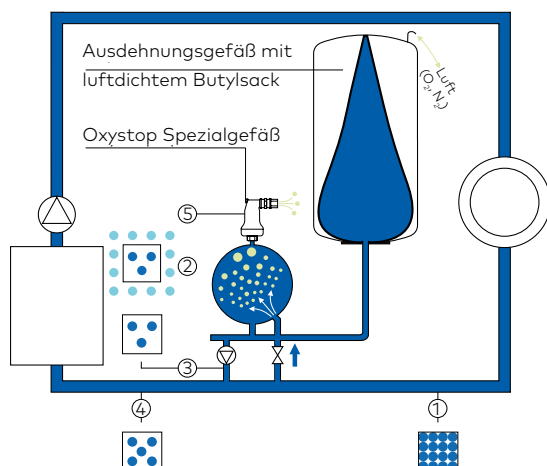 Ausdehnungsgefäß mit
luftdichtem Butylsack
Luft
(O₂, N₂)
Oxystop Spezialgefäß
5
2
3
4
1